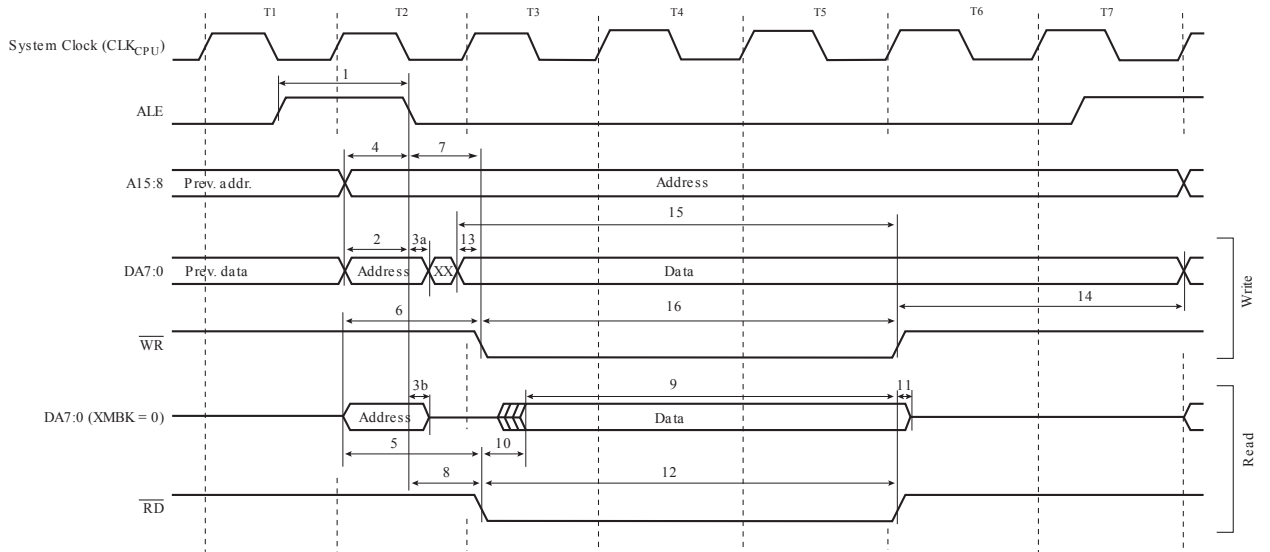 T1 T2 T3 T4 T5 T6 T7
System Clock (CLKCPU)
1
ALE
4 7
A15:8 Prev. addr. Address
15
2 3a 13
DA7:0 Prev. data Address XX Data
14
6 16
WR
Write
3b 9 11
DA7:0 (XMBK = 0) Address Data
5 10
8 12
RD
Read